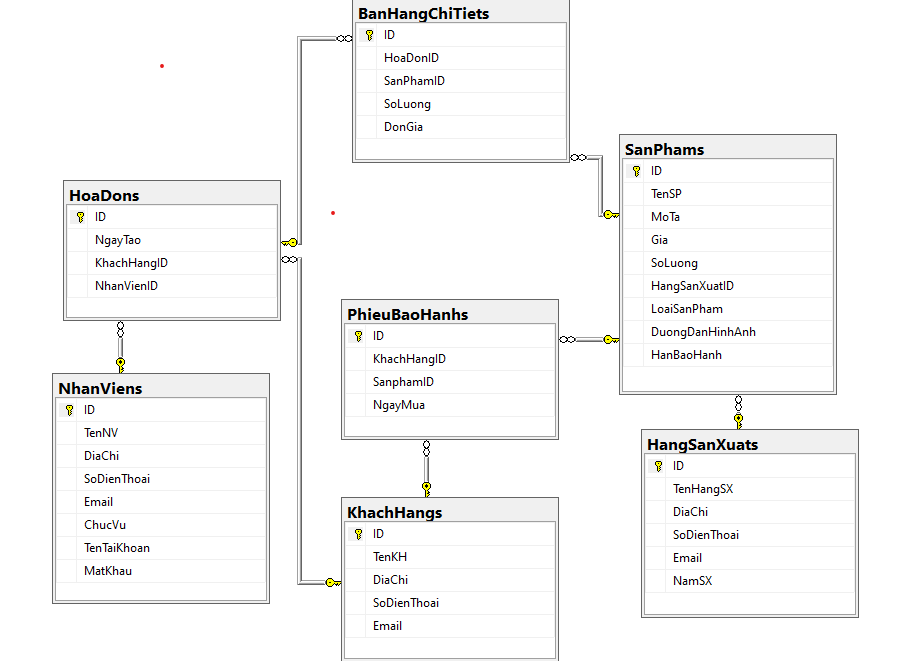 BanHangChiTiets
ID
HoaDonID
SanPhamID
SoLuong
DonGia
SanPhams
ID
TenSP
MoTa
Gia
SoLuong
HangSanXuatID
LoaiSanPham
DuongDanHinhAnh
HanBaoHanh
HoaDons
ID
NgayTao
KhachHangID
NhanVienID
PhieuBaoHanhs
ID
KhachHangID
SanphamID
NgayMua
NhanViens
ID
TenNV
DiaChi
SoDienThoai
Email
ChucVu
TenTaiKhoan
MatKhau
HangSanXuats
ID
TenHangSX
DiaChi
SoDienThoai
Email
NamSX
KhachHangs
ID
TenKH
DiaChi
SoDienThoai
Email